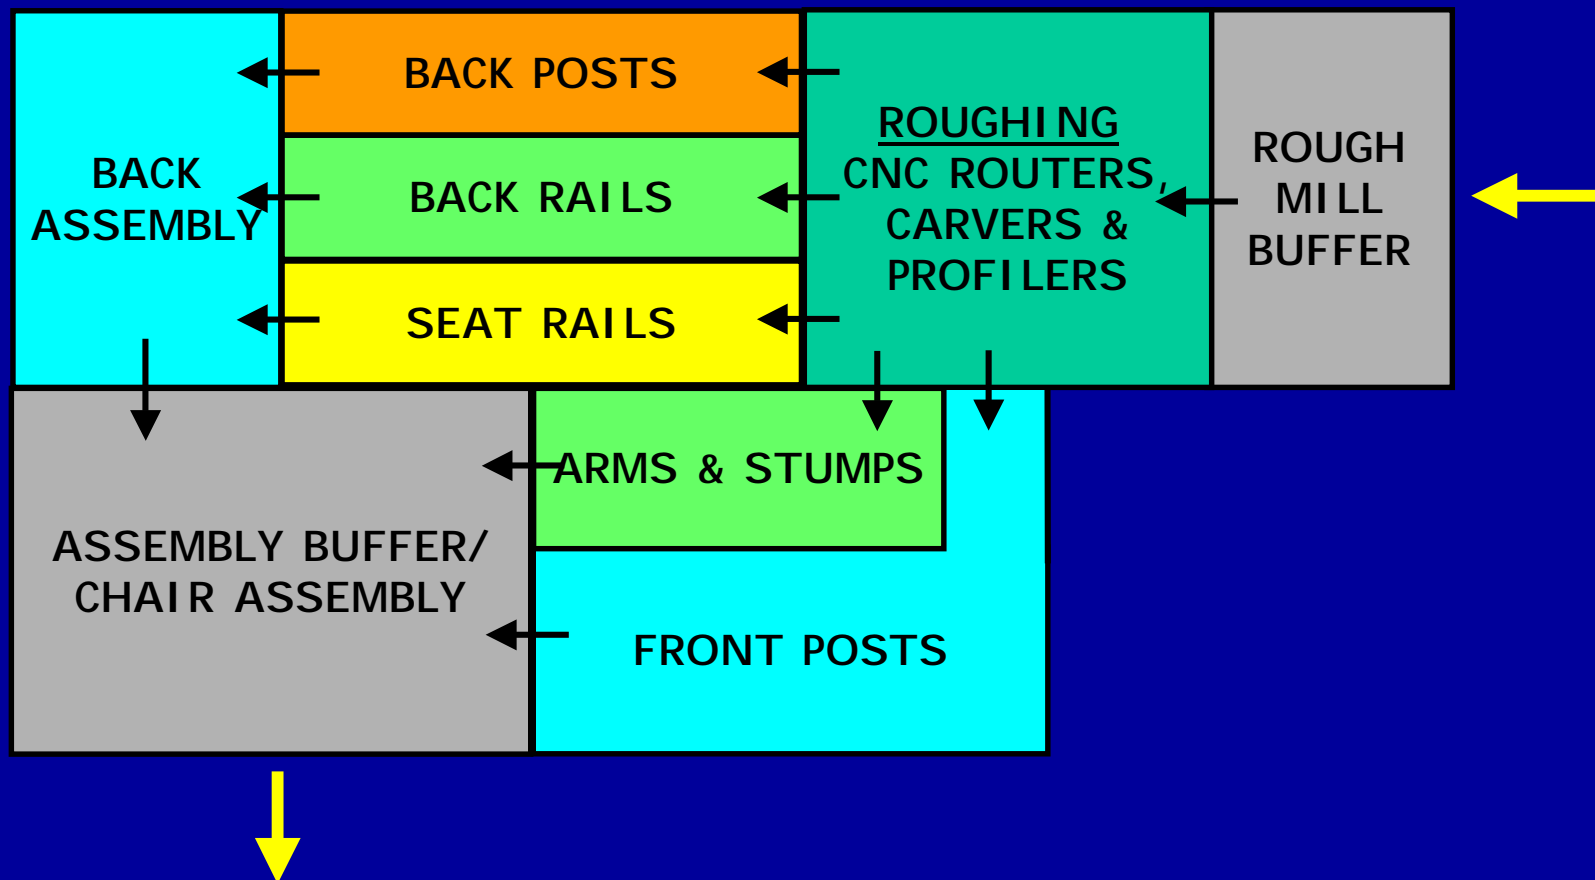 BACK POSTS
BACK RAILS
SEAT RAILS
BACK
ASSEMBLY
ROUGHING
CNC ROUTERS,
CARVERS &
PROFILERS
ROUGH
MILL
BUFFER
ARMS & STUMPS
ASSEMBLY BUFFER/
CHAIR ASSEMBLY
FRONT POSTS